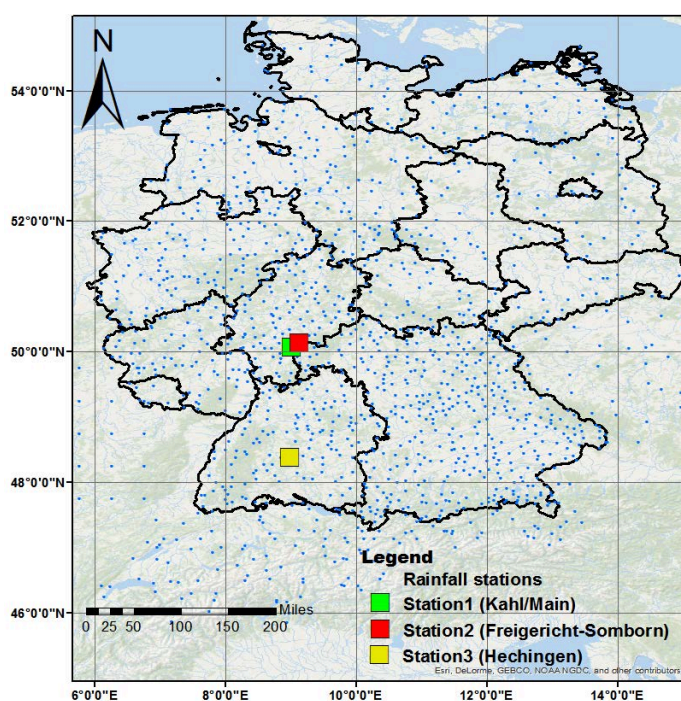 N
54°0'0"N
52°0'0"N
50°0'0"N
48°0'0"N
46°0'0"N
Legend
Rainfall stations
Station1 (Kahl/Main)
Station2 (Freigericht-Somborn)
Station3 (Hechingen)
Miles
0 25 50 100 150 200
Esri, DeLorme, GEBCO, NOAA NGDC, and other contributors
6°0'0"E 8°0'0"E 10°0'0"E 12°0'0"E 14°0'0"E